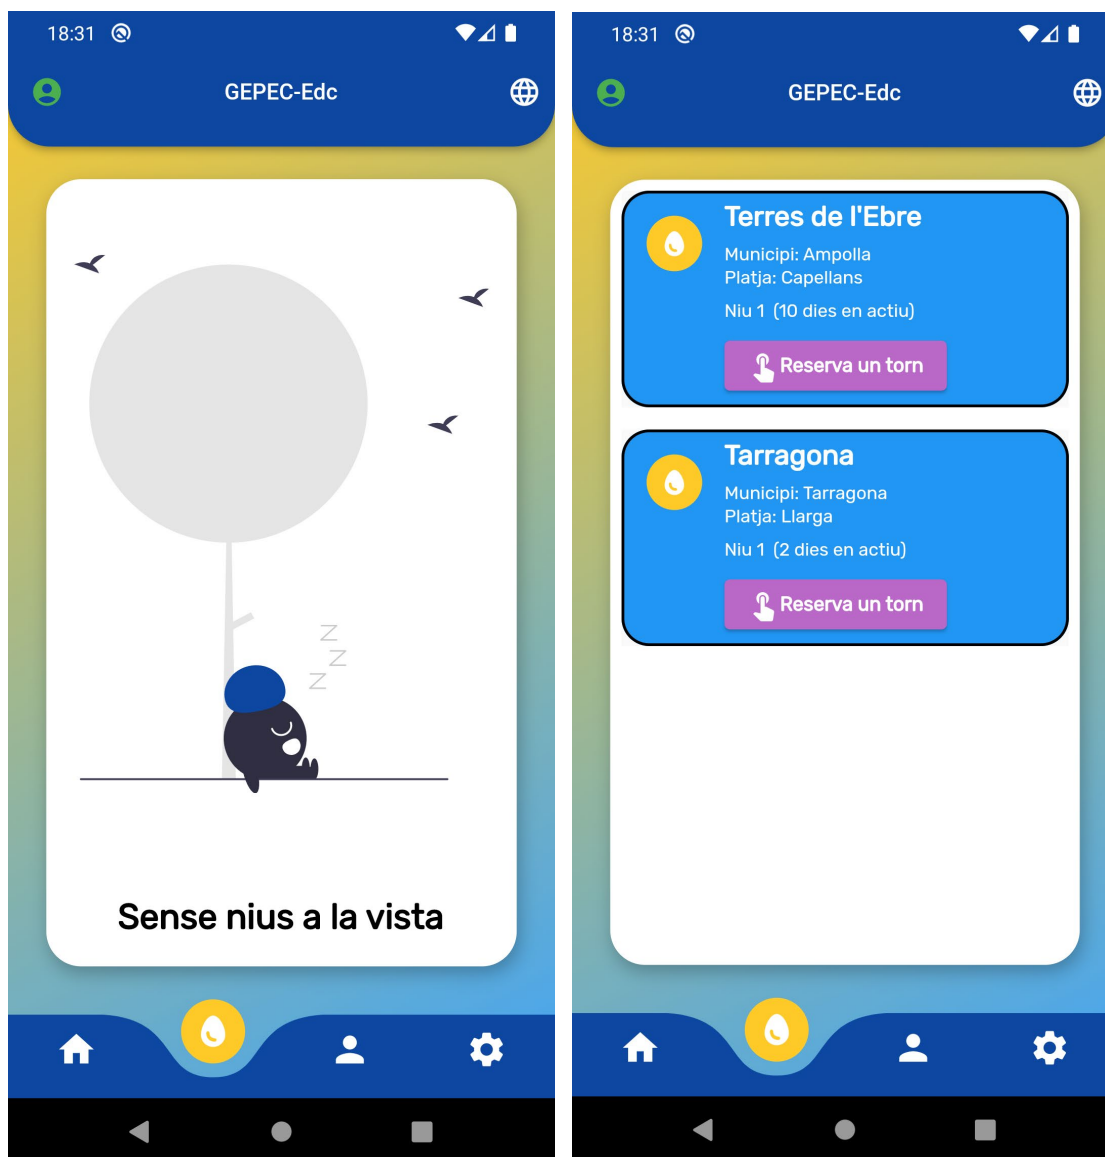 18:31
GEPEC-Edc
Z
Z
Z
Sense nius a la vista
18:31
GEPEC-Edc
Terres de l'Ebre
Municipi: Ampolla
Platja: Capellans
Niu 1 (10 dies en actiu)
Reserva un torn
Tarragona
Municipi: Tarragona
Platja: Llarga
Niu 1 (2 dies en actiu)
Reserva un torn